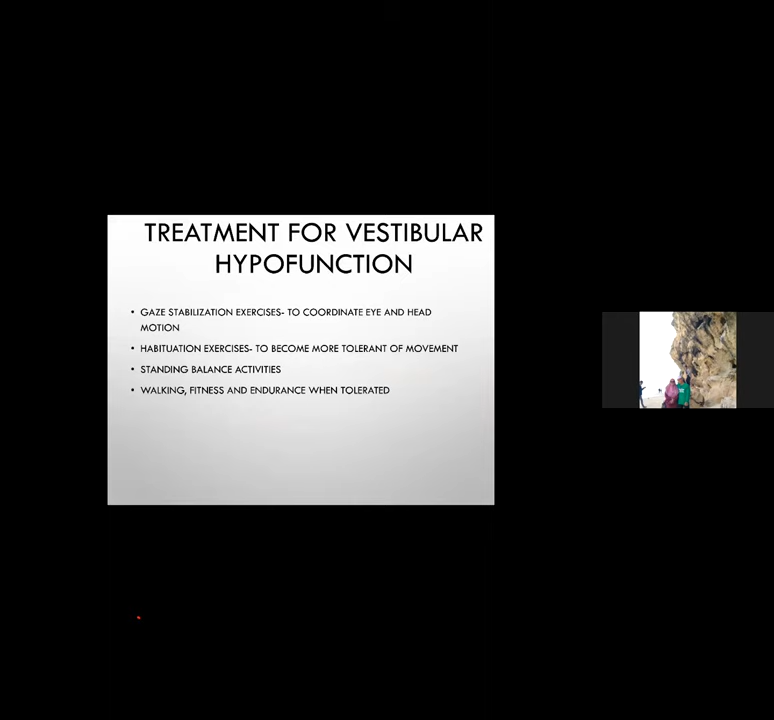 TREATMENT FOR VESTIBULAR
HYPOFUNCTION
• GAZE STABILIZATION EXERCISES- TO COORDINATE EYE AND HEAD
MOTION
• HABITUATION EXERCISES- TO BECOME MORE TOLERANT OF MOVEMENT
• STANDING BALANCE ACTIVITIES
• WALKING, FITNESS AND ENDURANCE WHEN TOLERATED